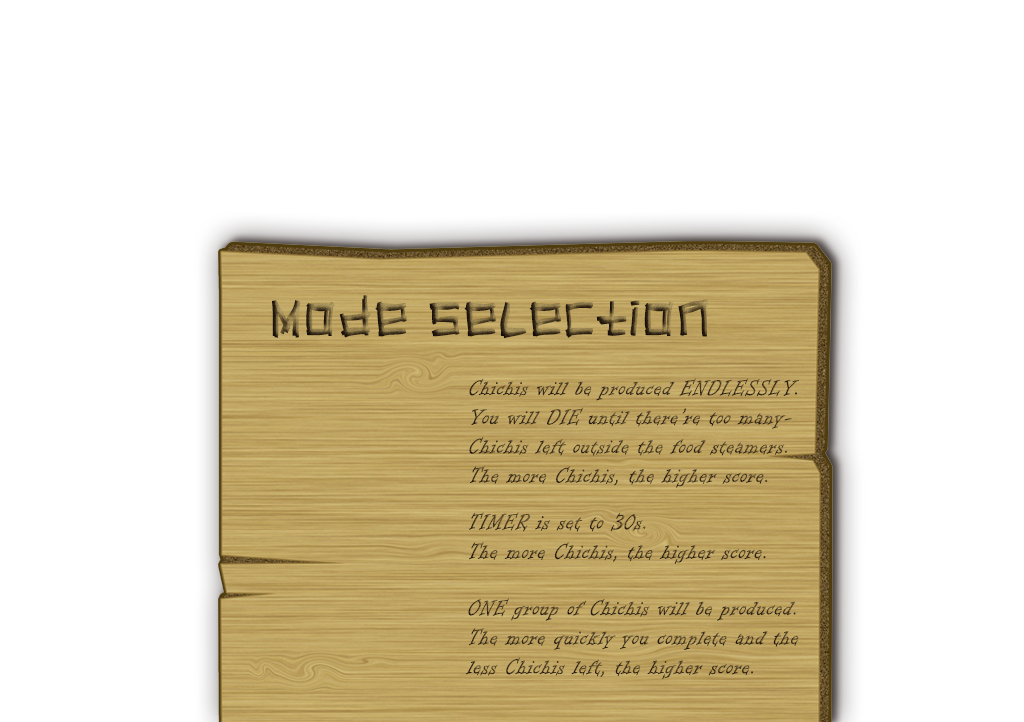 Mode selection
Chichis will be produced ENDLESSLY.
You will DIE until there're too many-
Chichis left outside the food steamers.
The more Chichis, the higher score.
TIMER is set to 30s.
The more Chichis, the higher score.
ONE group of Chichis will be produced.
The more quickly you complete and the
less Chichis left, the higher score.